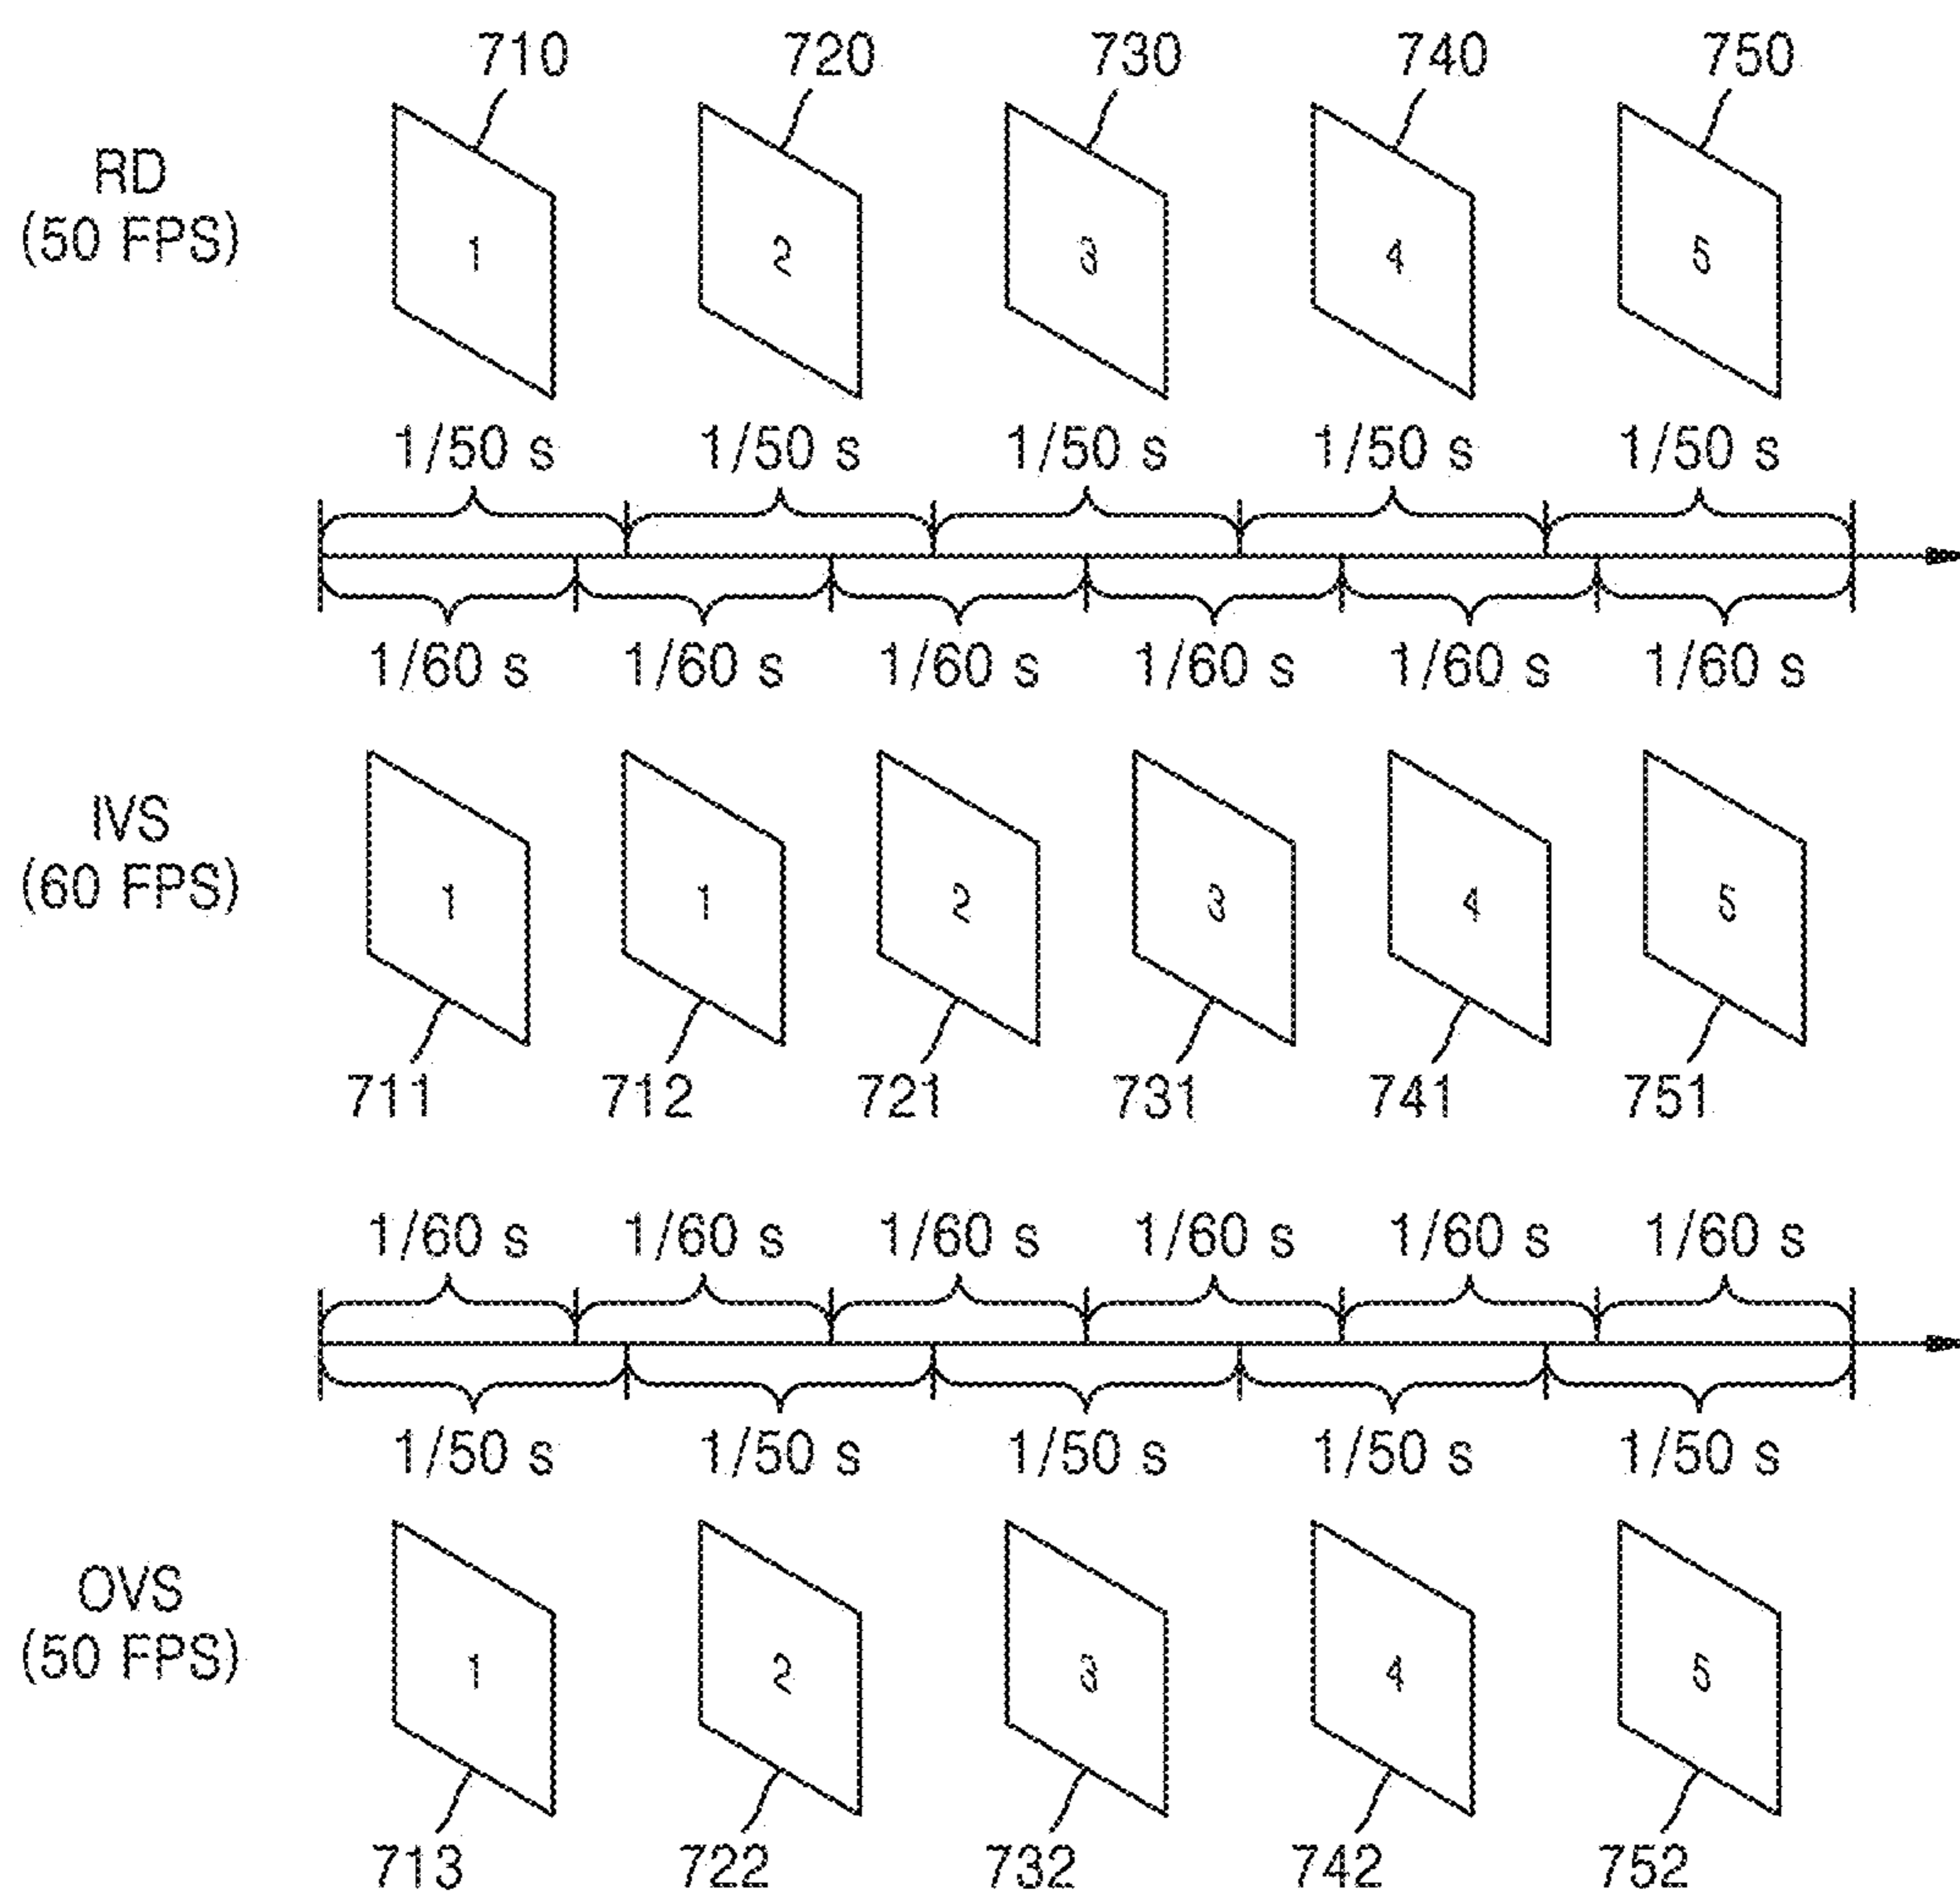 710 720 730 740 750
RD
(50 FPS)
1 2 3 4 5
1/50 s 1/50 s 1/50 s 1/50 s 1/50 s
1/60 s 1/60 s 1/60 s 1/60 s 1/60 s 1/60 s
IVS
(60 FPS)
1 1 2 3 4 5
711 712 721 731 741 751
1/60 s 1/60 s 1/60 s 1/60 s 1/60 s 1/60 s
1/50 s 1/50 s 1/50 s 1/50 s 1/50 s
OVS
(50 FPS)
1 2 3 4 5
713 722 732 742 752